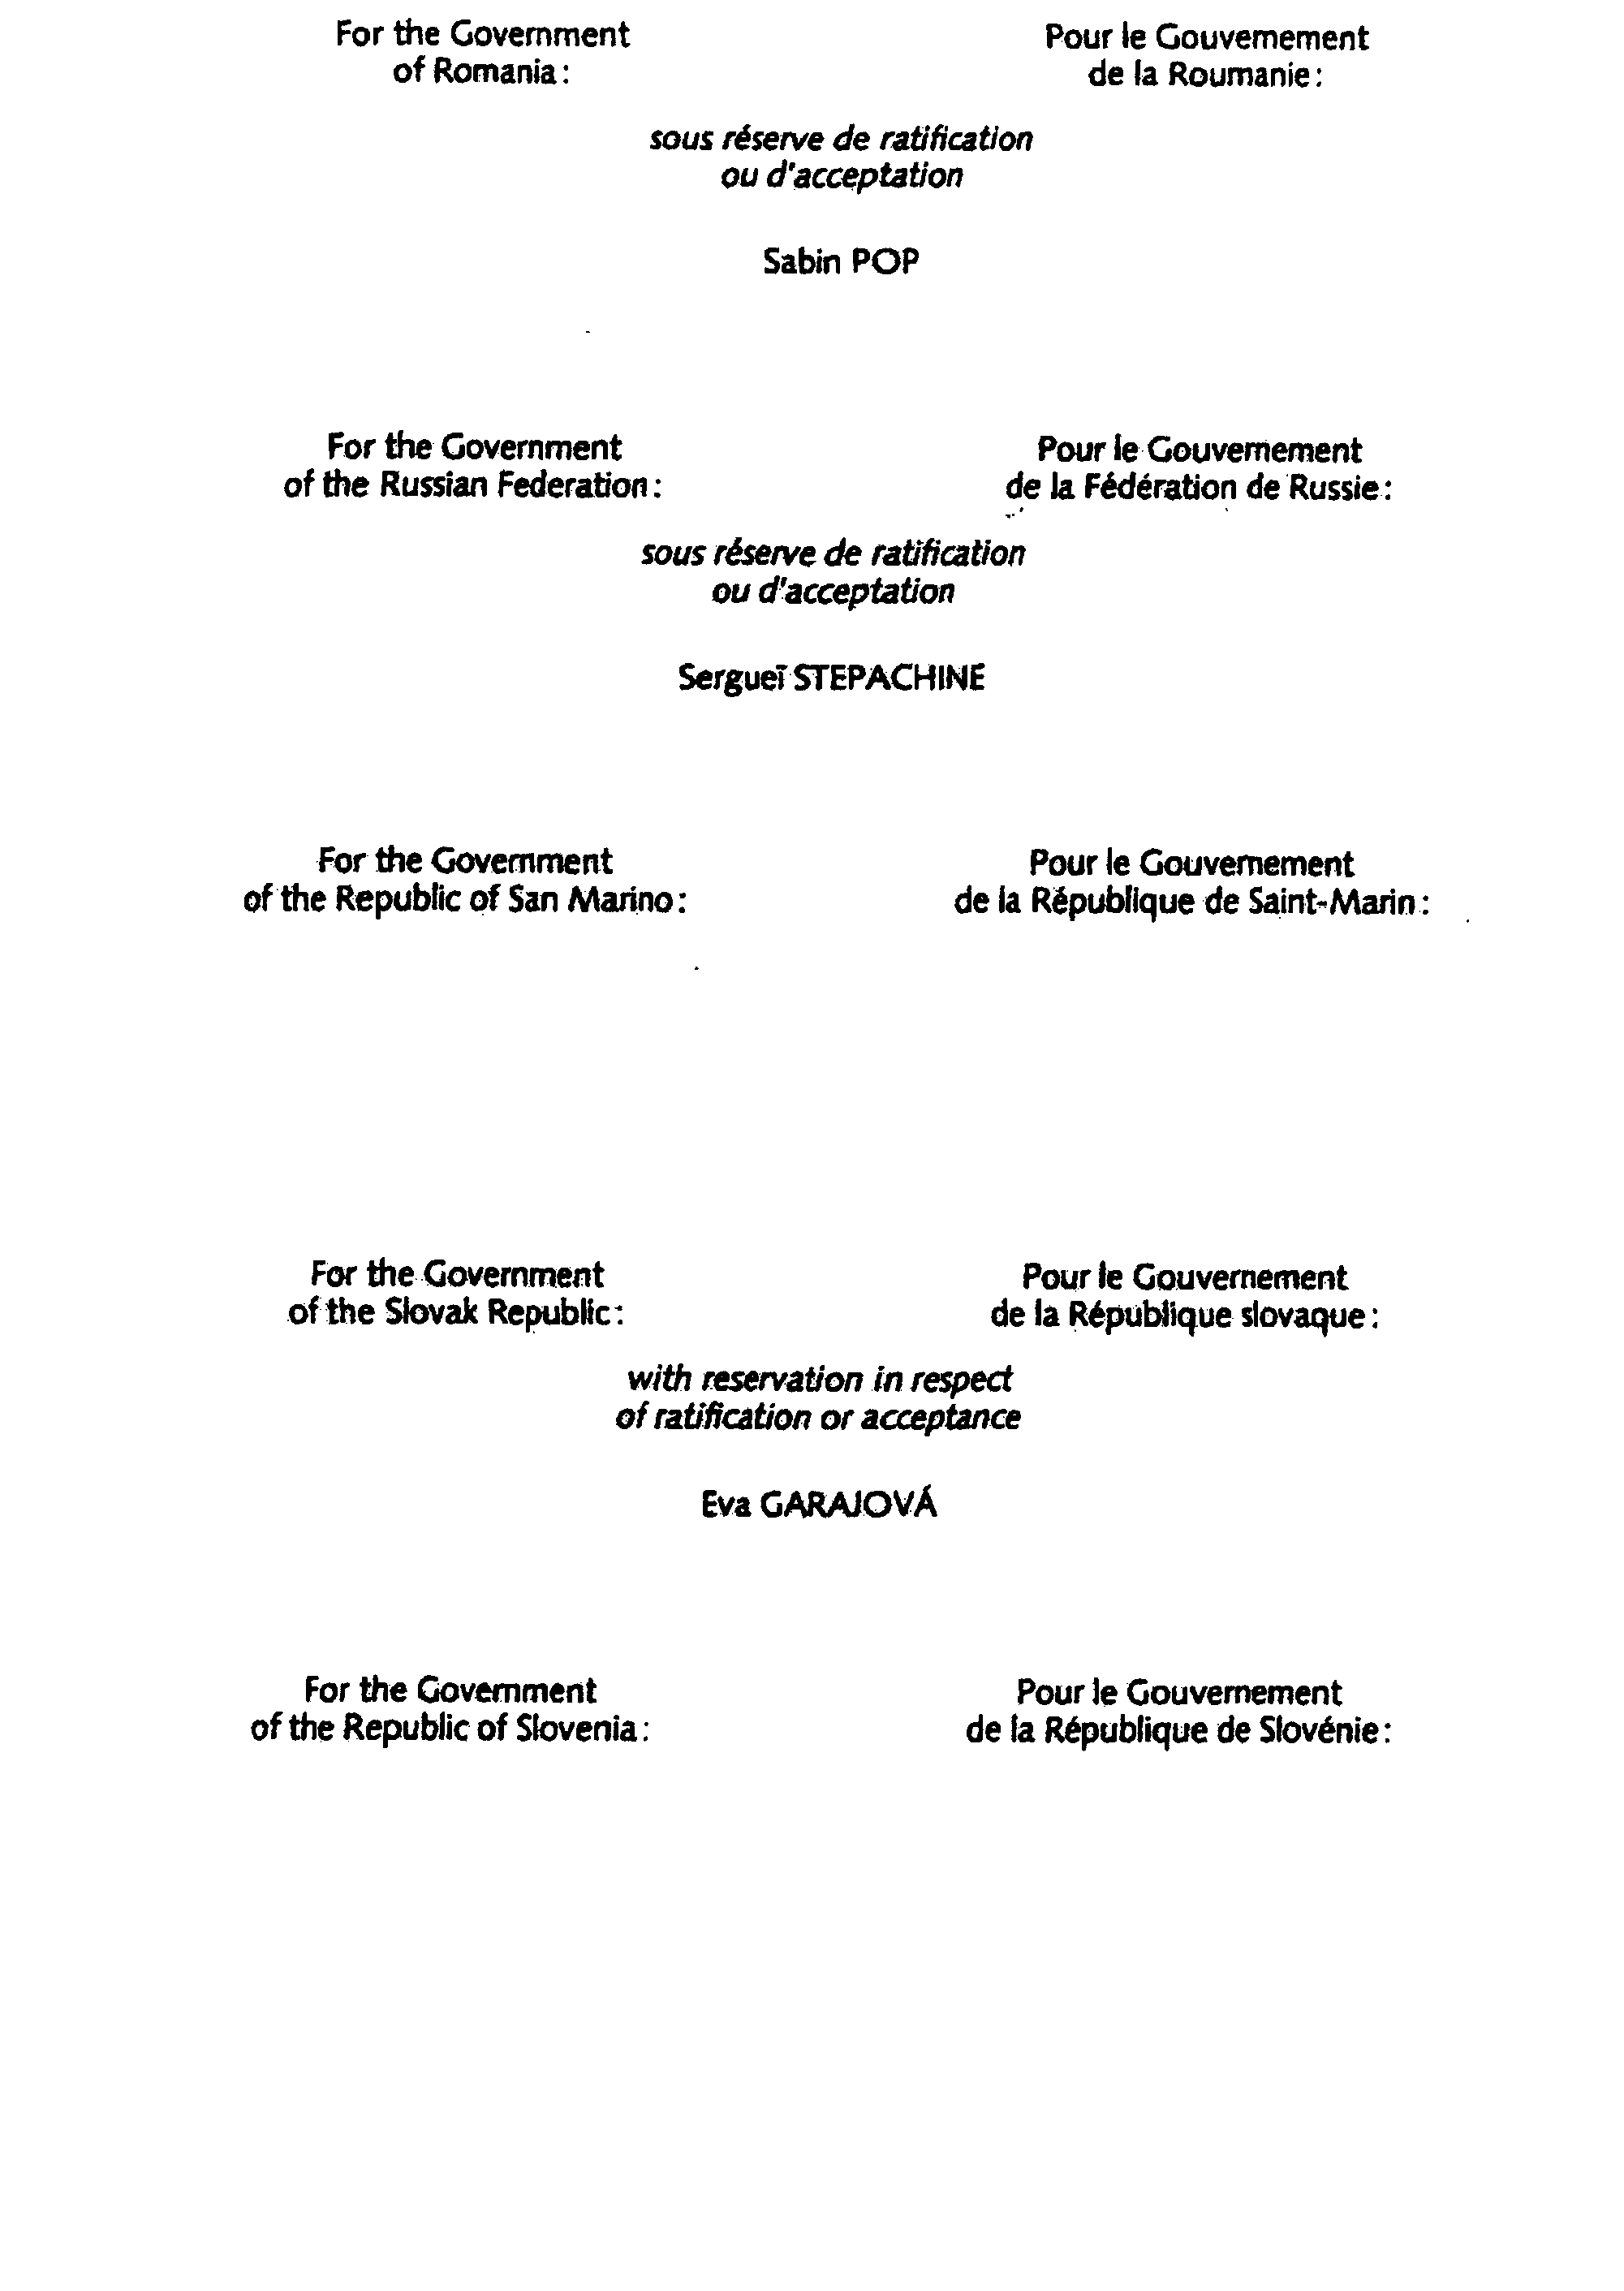 For the Government
of Romania:
Pour le Gouvernement
de la Roumanie:
sous réserve de ratification
ou d'acceptation
Sabin POP
For the Government
of the Russian Federation:
Pour le Gouvernement
de la Fédération de Russie:
sous réserve de ratification
ou d'acceptation
Sergueï STEPACHINE
For the Government
of the Republic of San Marino:
Pour le Gouvernement
de la République de Saint-Marin:
For the Government
of the Slovak Republic:
Pour le Gouvernement
de la République slovaque:
with reservation in respect
of ratification or acceptance
Eva GARAJOVÁ
For the Government
of the Republic of Slovenia:
Pour le Gouvernement
de la République de Slovénie: